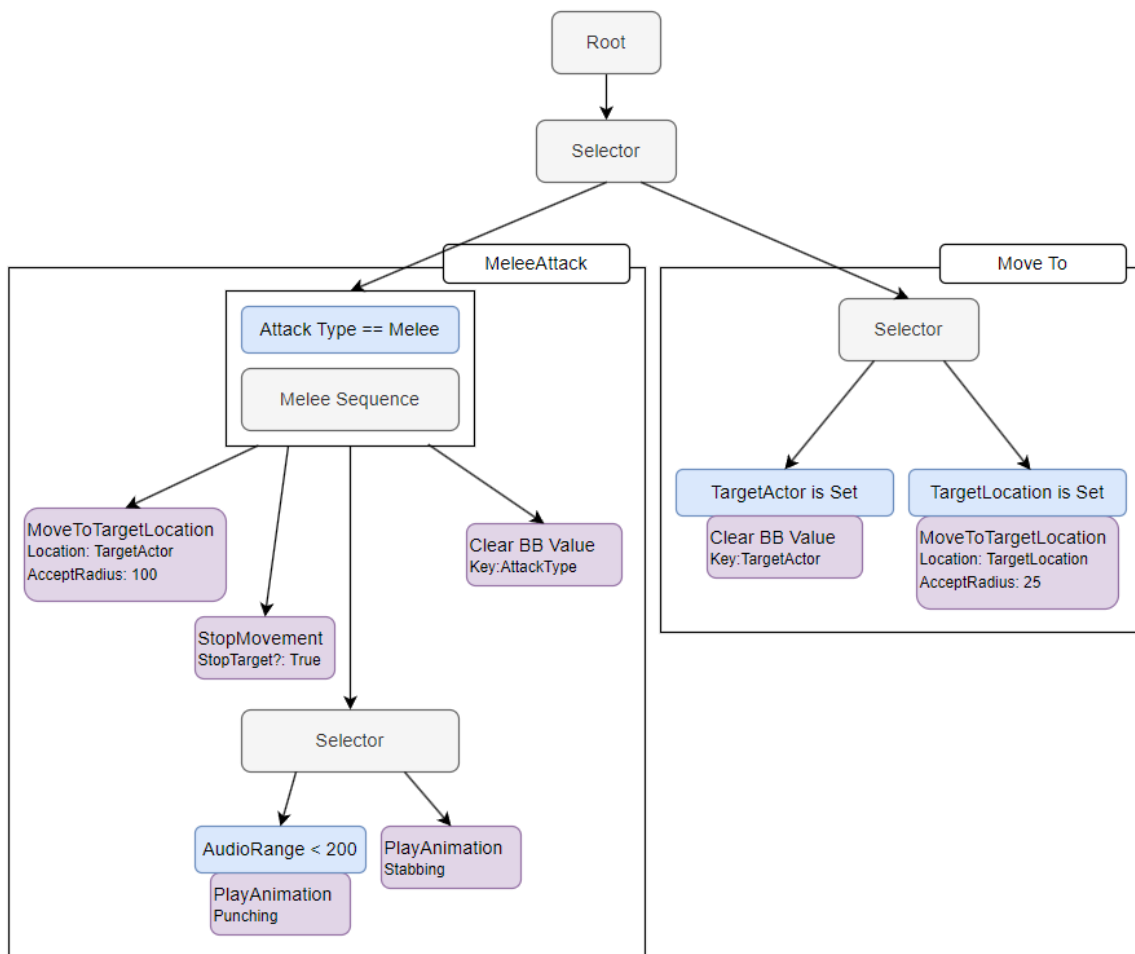 Root
Selector
MeleeAttack
Move To
Attack Type == Melee
Melee Sequence
Selector
MoveToTargetLocation
Location: TargetActor
AcceptRadius: 100
StopMovement
StopTarget?: True
Clear BB Value
Key:AttackType
Selector
AudioRange < 200
PlayAnimation
Punching
PlayAnimation
Stabbing
TargetActor is Set
Clear BB Value
Key:TargetActor
TargetLocation is Set
MoveToTargetLocation
Location: TargetLocation
AcceptRadius: 25